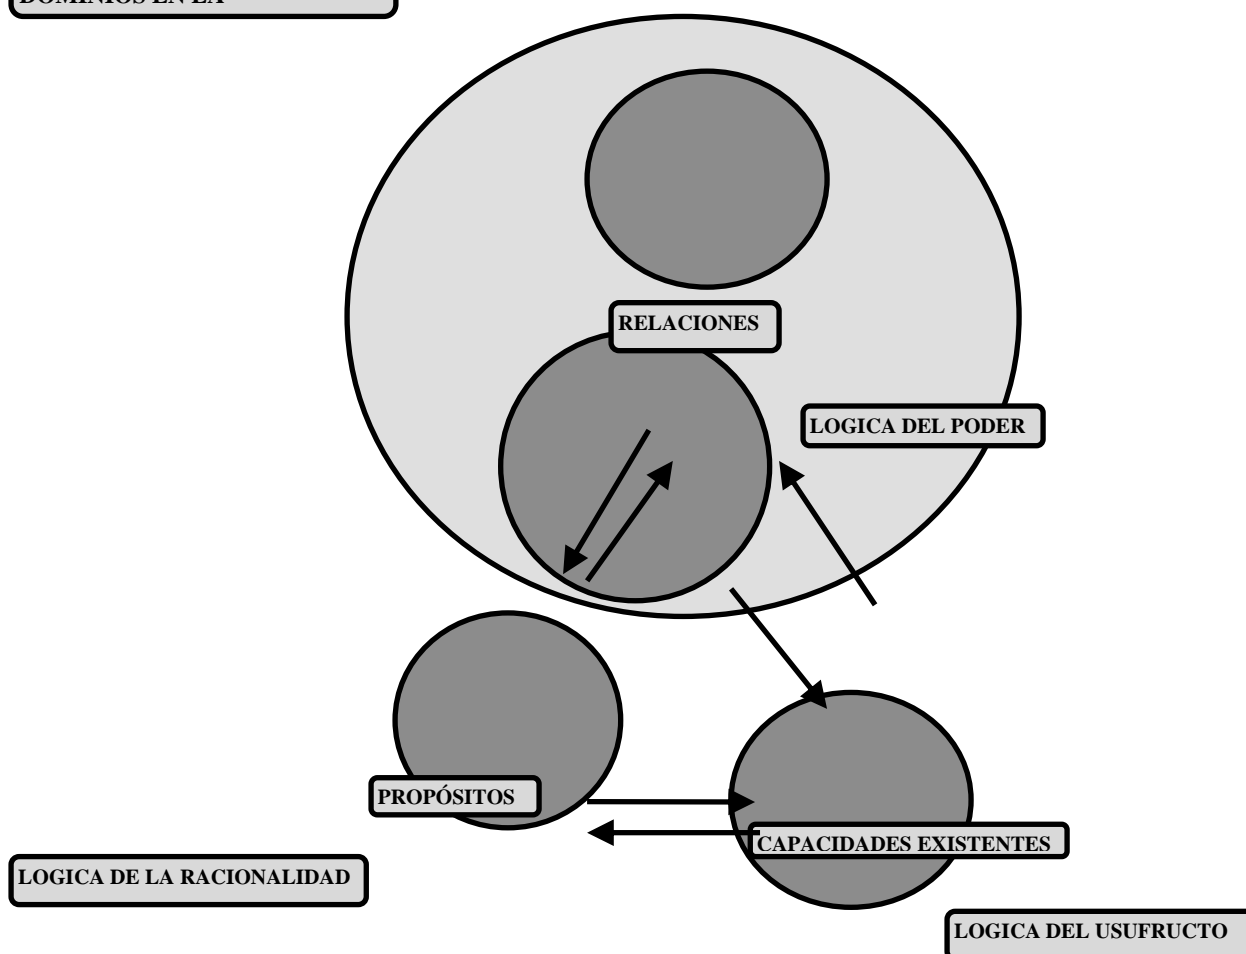 DOMINIOS EN LA
RELACIONES
LOGICA DEL PODER
PROPÓSITOS
CAPACIDADES EXISTENTES
LOGICA DE LA RACIONALIDAD
LOGICA DEL USUFRUCTO